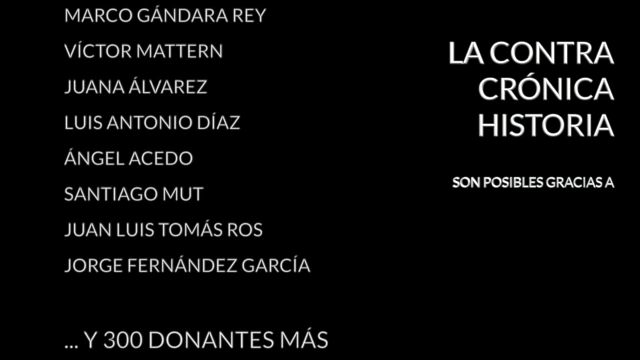 MARCO GÁNDARA REY
VÍCTOR MATTERN
JUANA ÁLVAREZ
LUIS ANTONIO DÍAZ
ÁNGEL ACEDO
SANTIAGO MUT
JUAN LUIS TOMÁS ROS
JORGE FERNÁNDEZ GARCÍA
... Y 300 DONANTES MÁS
LA CONTRA
CRÓNICA
HISTORIA
SON POSIBLES GRACIAS A